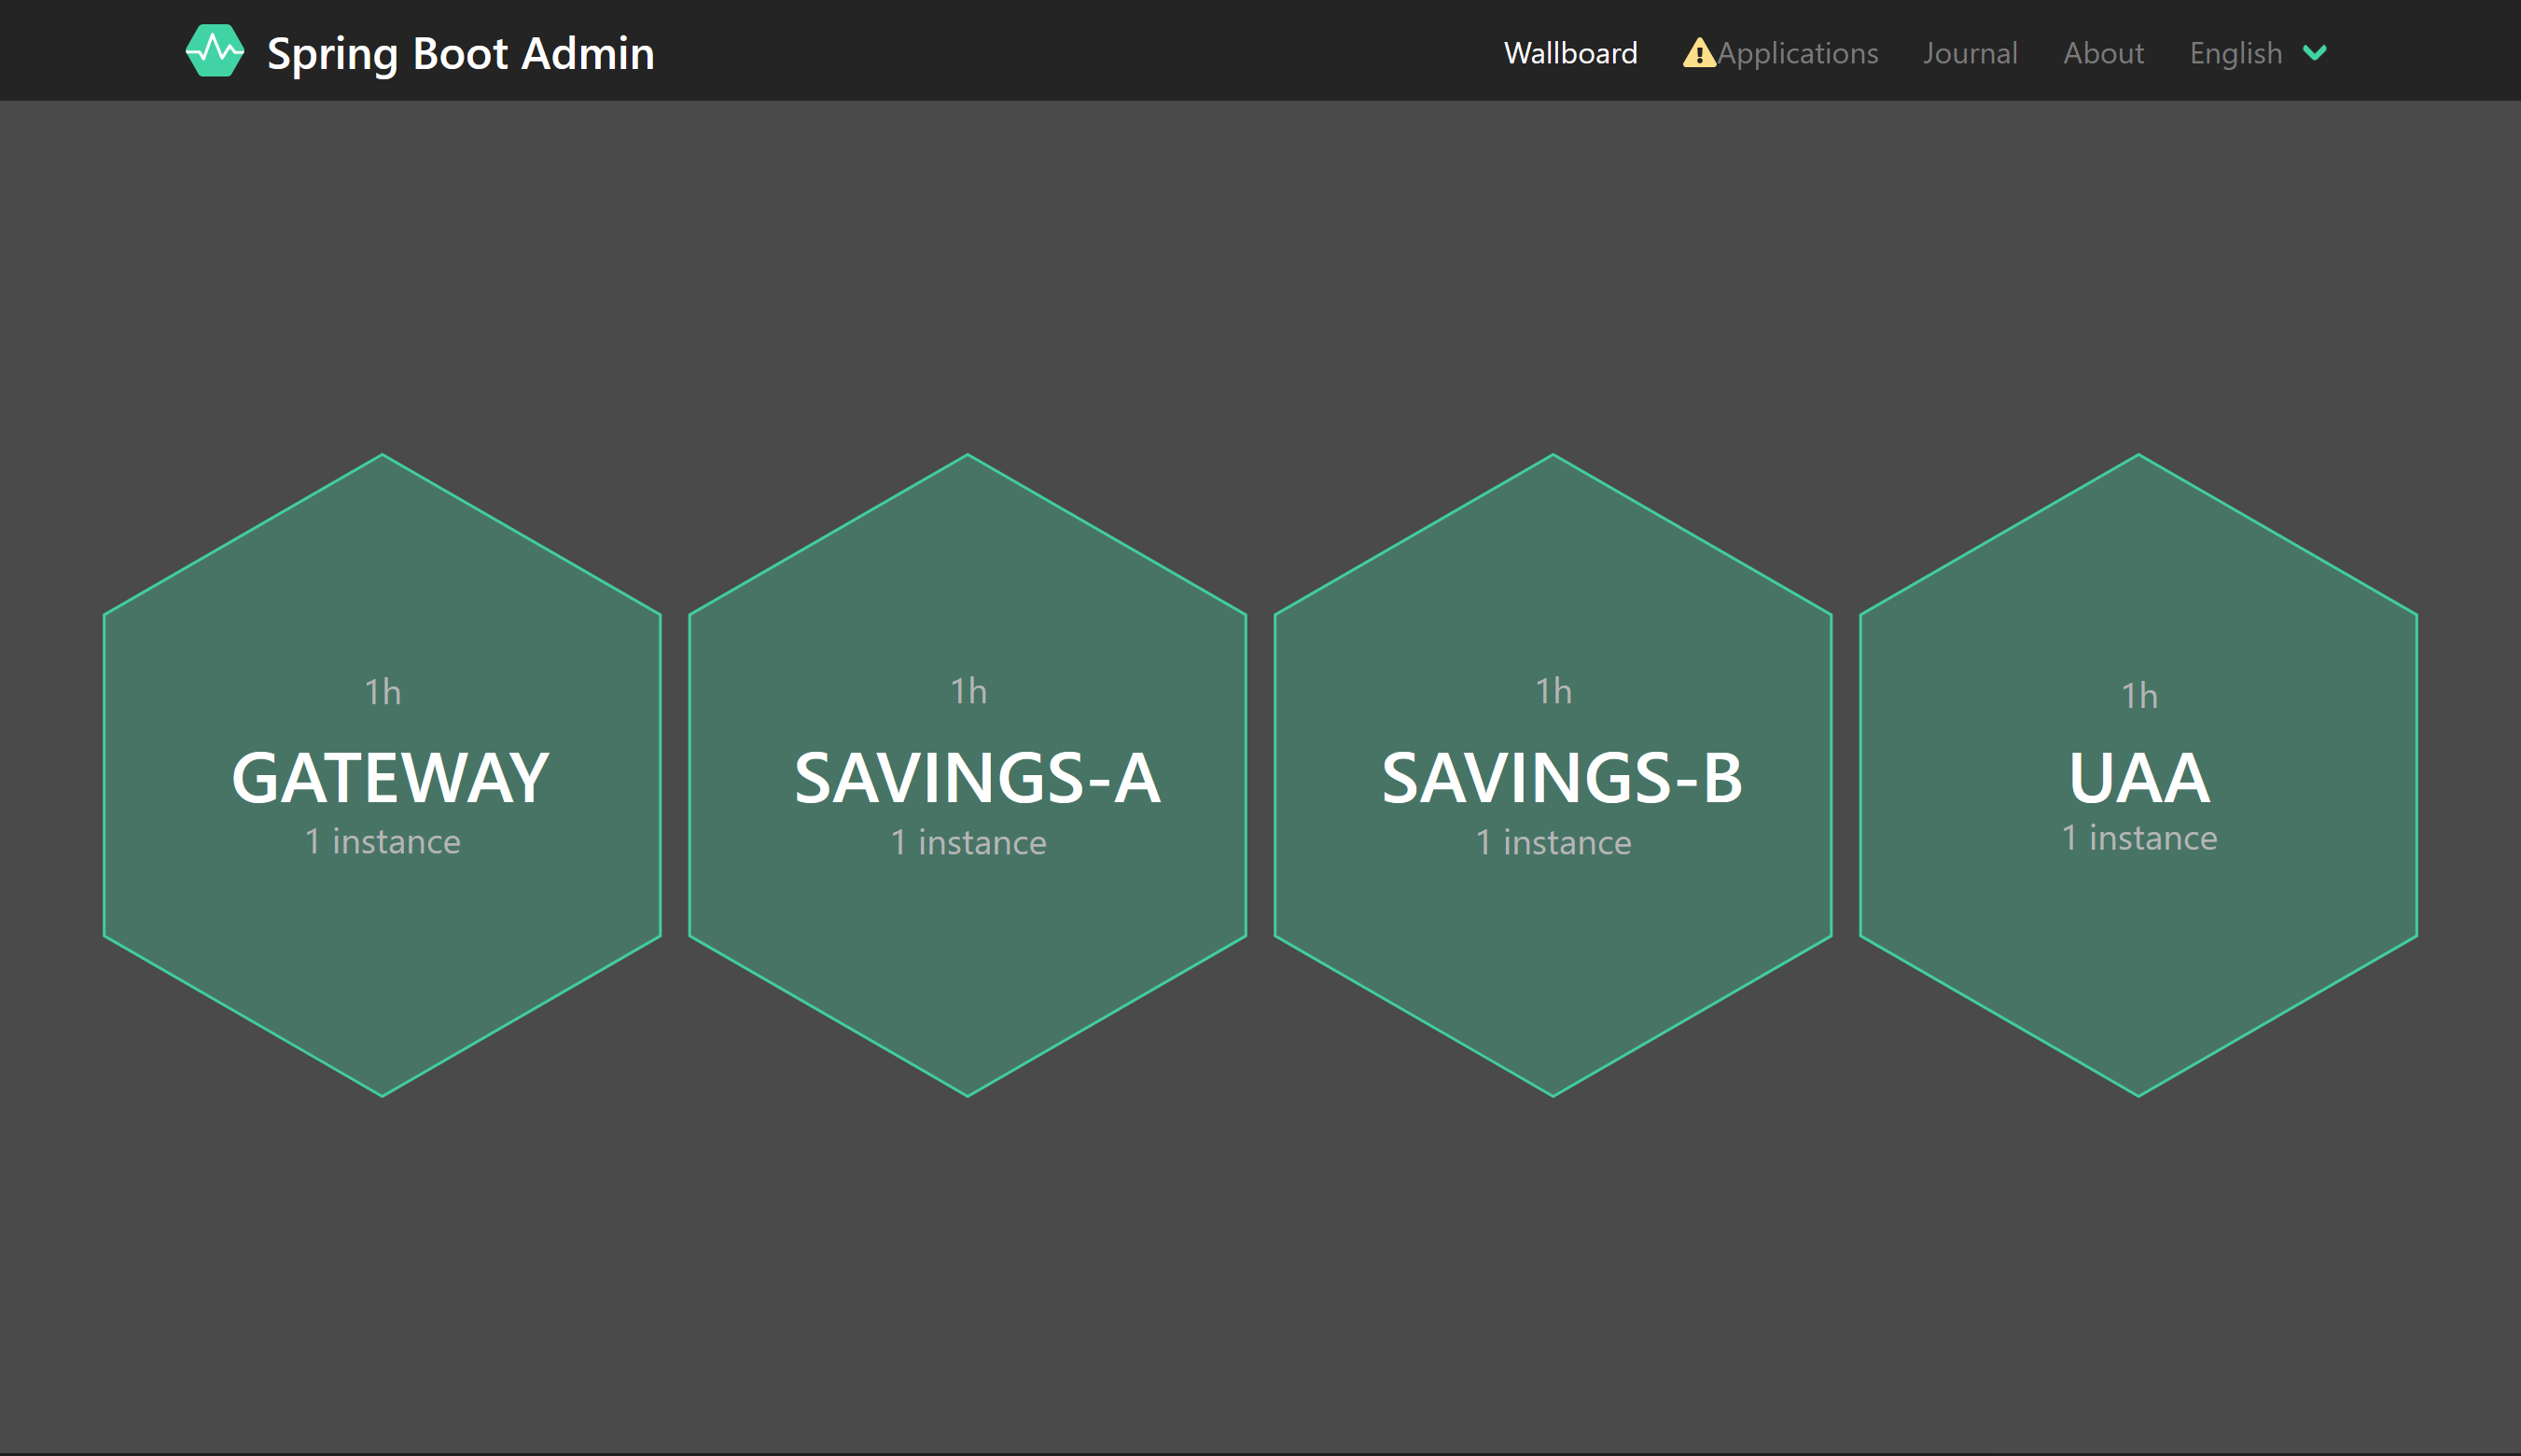 Spring Boot Admin
Wallboard
Applications
Journal
About
English
1h
GATEWAY
1 instance
1h
SAVINGS-A
1 instance
1h
SAVINGS-B
1 instance
1h
UAA
1 instance